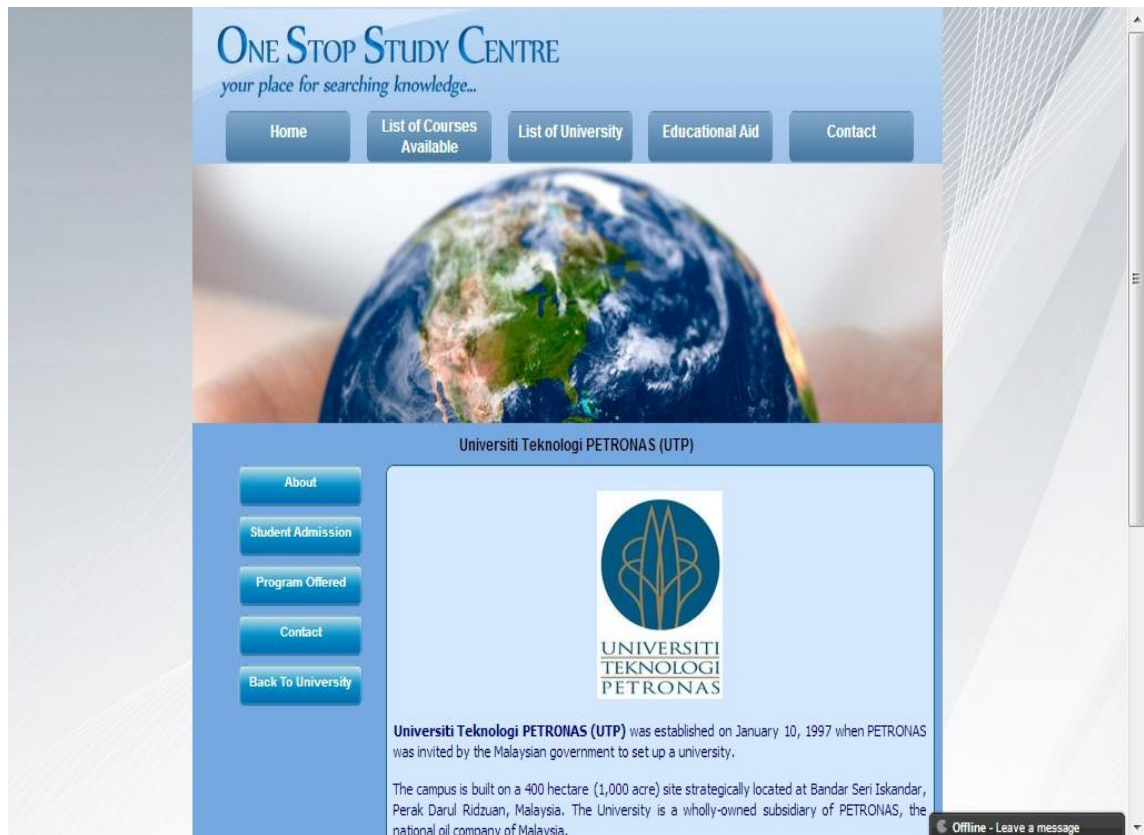 ONE STOP STUDY CENTRE
your place for searching knowledge...
Home
List of Courses
Available
List of University
Educational Aid
Contact
Universiti Teknologi PETRONAS (UTP)
About
Student Admission
Program Offered
Contact
Back To University
UNIVERSITI
TEKNOLOGI
PETRONAS
Universiti Teknologi PETRONAS (UTP) was established on January 10, 1997 when PETRONAS
was invited by the Malaysian government to set up a university.
The campus is built on a 400 hectare (1,000 acre) site strategically located at Bandar Seri Iskandar,
Perak Darul Ridzuan, Malaysia. The University is a wholly-owned subsidiary of PETRONAS, the
national oil company of Malaysia.
Offline - Leave a message